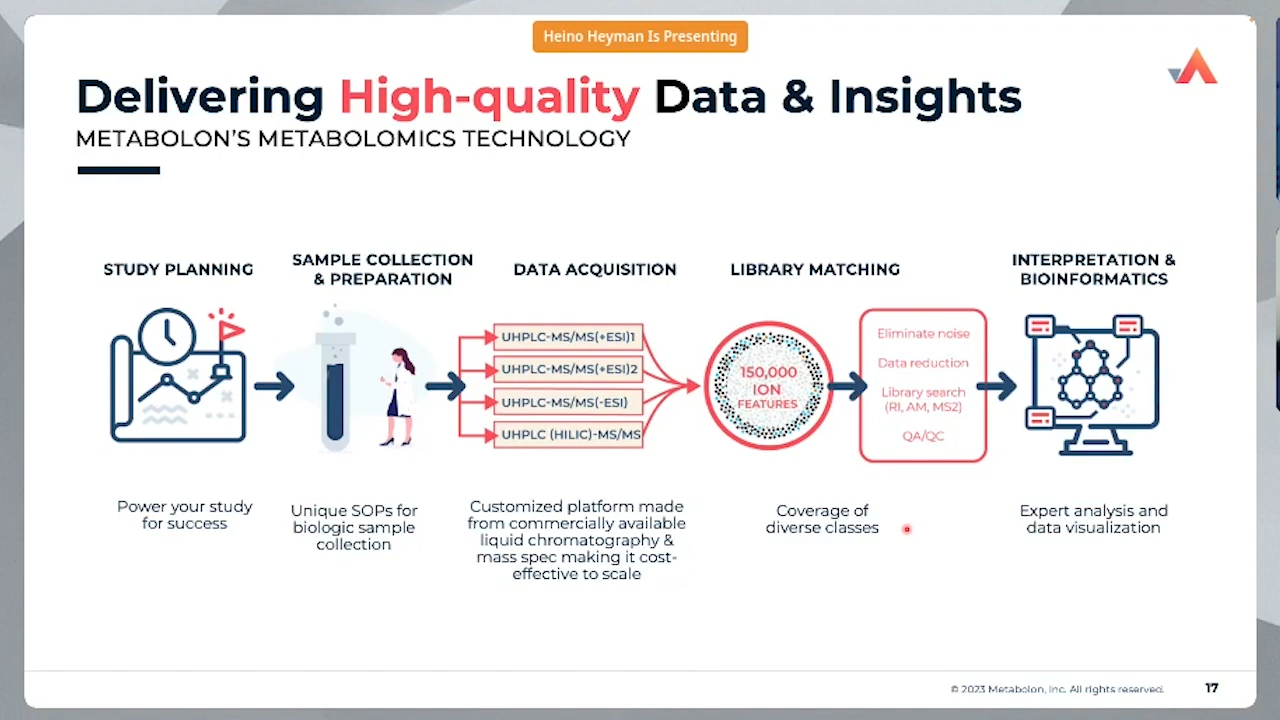 Heino Heyman Is Presenting
Delivering High-quality Data & Insights
METABOLON'S METABOLOMICS TECHNOLOGY
STUDY PLANNING
Power your study
for success
SAMPLE COLLECTION
& PREPARATION
Unique SOPs for
biologic sample
collection
DATA ACQUISITION
UHPLC-MS/MS(+ESI)1
UHPLC-MS/MS(+ESI)2
UHPLC-MS/MS(-ESI)
UHPLC (HILIC)-MS/MS
Customized platform made
from commercially available
liquid chromatography &
mass spec making it cost-
effective to scale
LIBRARY MATCHING
150,000
ION
FEATURES
Eliminate noise
Data reduction
Library search
(RI, AM, MS2)
QA/QC
Coverage of
diverse classes
INTERPRETATION &
BIOINFORMATICS
Expert analysis and
data visualization
© 2023 Metabolon, Inc. All rights reserved.
17